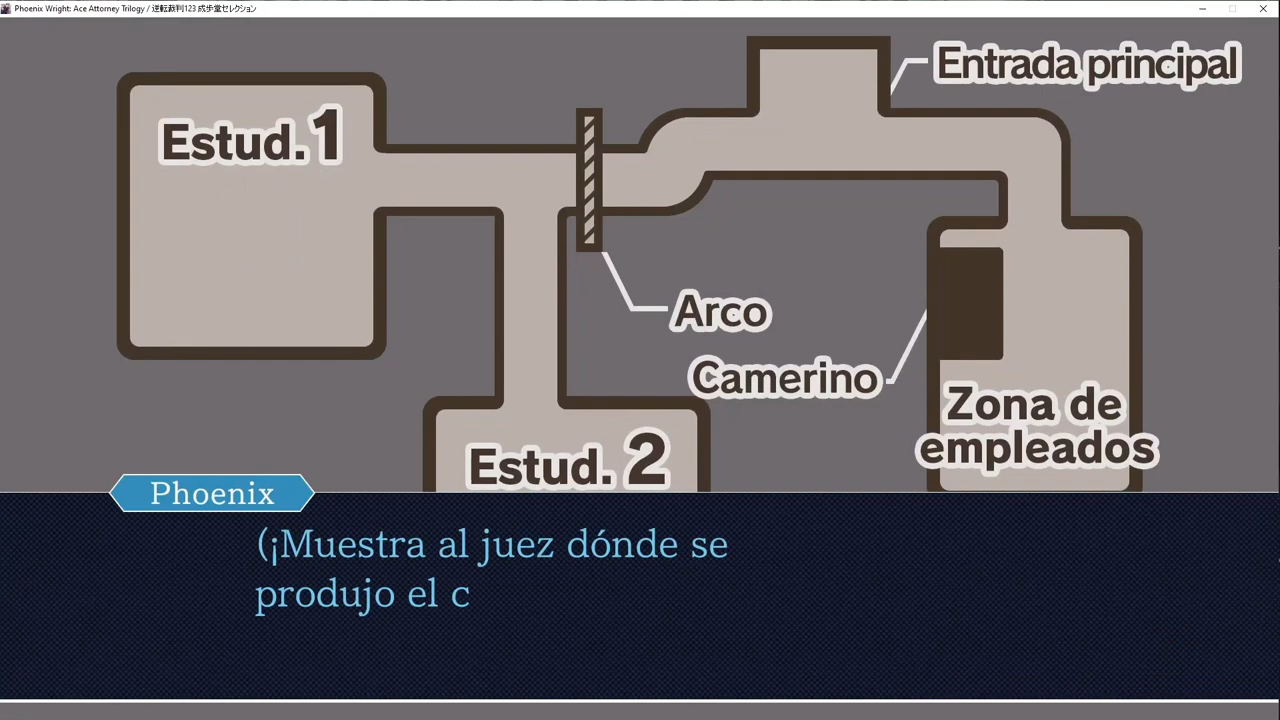 Phoenix Wright: Ace Attorney Trilogy / 逆転裁判123 成歩堂セレクション
Entrada principal
Estud.1
Arco
Camerino
Zona de
empleados
Estud. 2
Phoenix
(¡Muestra al juez dónde se
produjo el c